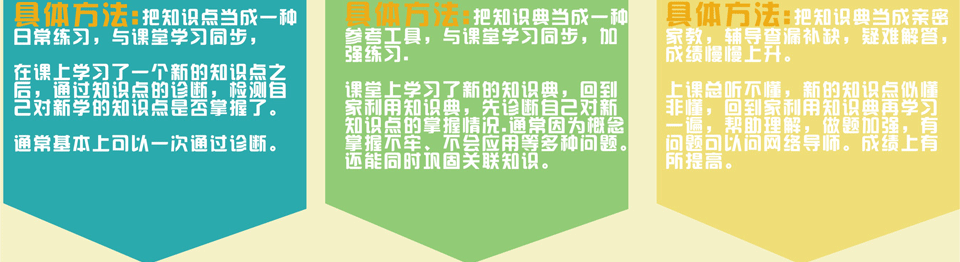 具体方法:把知识点当成一种
日常练习，与课堂学习同步，
在课上学习了一个新的知识点之
后，通过知识点的诊断，检测自
己对新学的知识点是否掌握了。
通常基本上可以一次通过诊断。
具体方法:把知识典当成一种
参考工具，与课堂学习同步，加
强练习.
课堂上学习了新的知识典，回到
家利用知识典，先诊断自己对新
知识点的掌握情况.通常因为概念
掌握不牢、不会应用等多种问题。
还能同时巩固关联知识。
具体方法:把知识典当成亲密
家教，辅导查漏补缺，疑难解答，
成绩慢慢上升。
上课总听不懂，新的知识点似懂
非懂，回到家利用知识典再学习
一遍，帮助理解，做题加强，有
问题可以问网络导师。成绩上有
所提高。